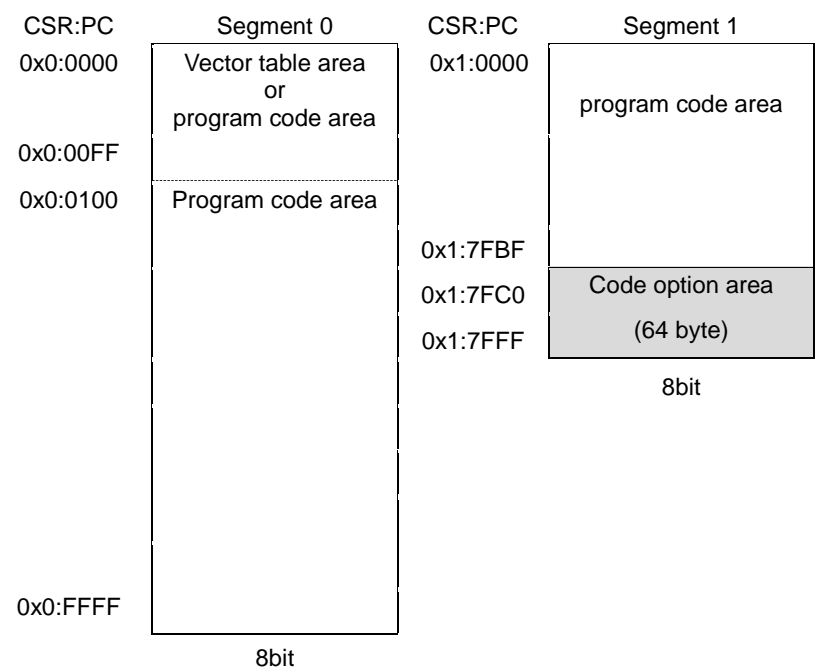 CSR:PC
Segment 0
0x0:0000
Vector table area
or
program code area
0x0:00FF
0x0:0100
Program code area
0x0:FFFF
8bit
CSR:PC
Segment 1
0x1:0000
program code area
0x1:7FBF
0x1:7FC0
Code option area
(64 byte)
0x1:7FFF
8bit